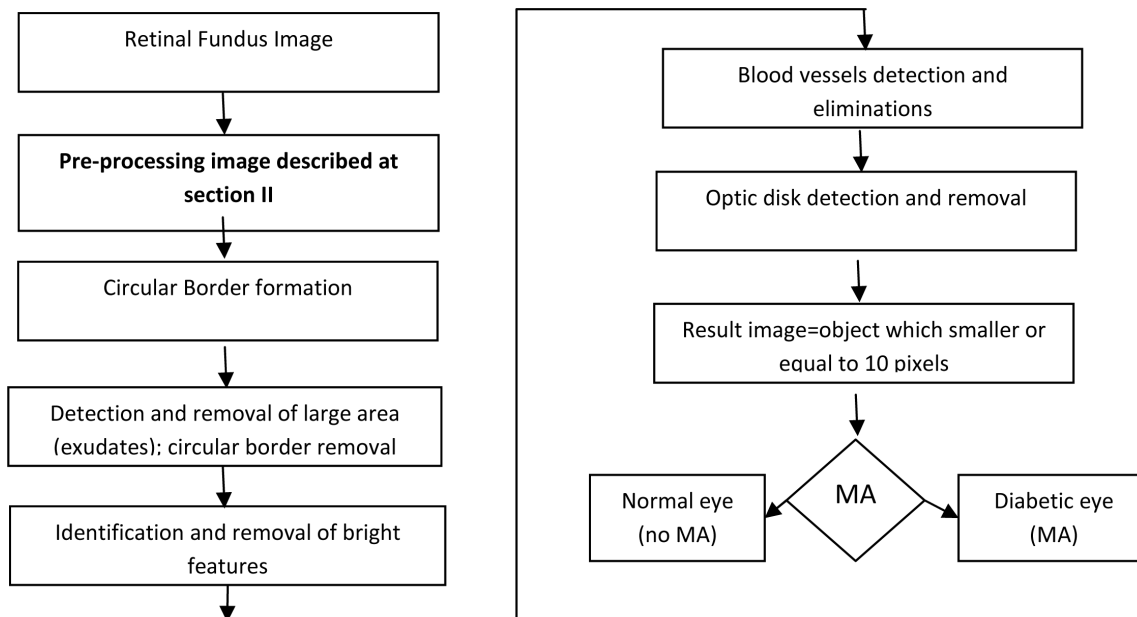 Retinal Fundus Image
Pre-processing image described at
section II
Circular Border formation
Detection and removal of large area
(exudates); circular border removal
Identification and removal of bright
features
Blood vessels detection and
eliminations
Optic disk detection and removal
Result image=object which smaller or
equal to 10 pixels
MA
Normal eye
(no MA)
Diabetic eye
(MA)